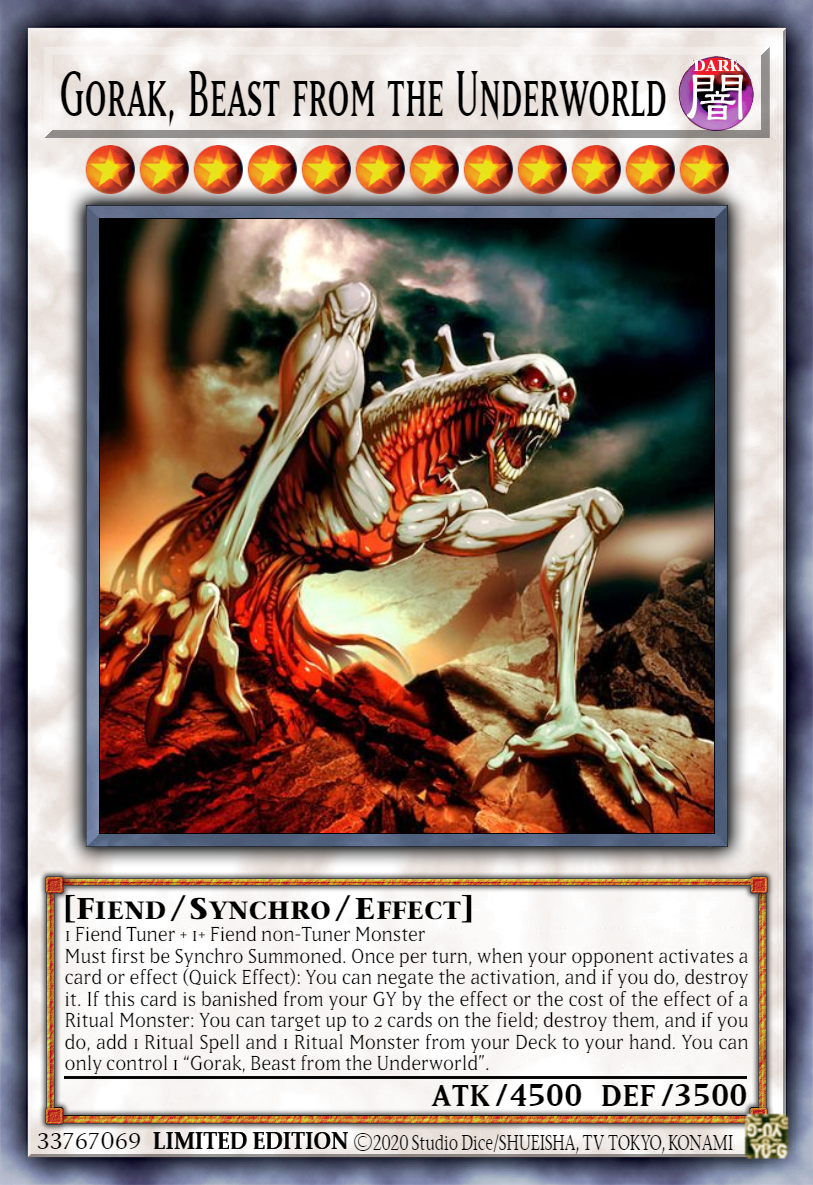 Gorak, Beast from the Underworld
DARK
闇
[Fiend/Synchro/Effect]
1 Fiend Tuner + 1+ Fiend non-Tuner Monster
Must first be Synchro Summoned. Once per turn, when your opponent activates a
card or effect (Quick Effect): You can negate the activation, and if you do, destroy
it. If this card is banished from your GY by the effect or the cost of the effect of a
Ritual Monster: You can target up to 2 cards on the field; destroy them, and if you
do, add 1 Ritual Spell and 1 Ritual Monster from your Deck to your hand. You can
only control 1 “Gorak, Beast from the Underworld”.
ATK/4500 DEF/3500
33767069 LIMITED EDITION ©2020 Studio Dice/SHUEISHA, TV TOKYO, KONAMI